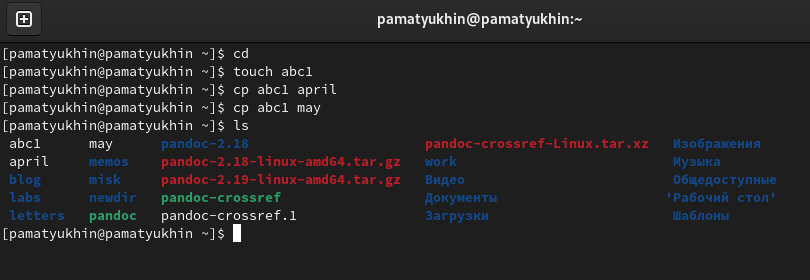 pamatyukhin@pamatyukhin:~
[pamatyukhin@pamatyukhin ~]$ cd
[pamatyukhin@pamatyukhin ~]$ touch abc1
[pamatyukhin@pamatyukhin ~]$ cp abc1 april
[pamatyukhin@pamatyukhin ~]$ cp abc1 may
[pamatyukhin@pamatyukhin ~]$ ls
abc1 may pandoc-2.18 pandoc-crossref-Linux.tar.xz Изображения
april memos pandoc-2.18-linux-amd64.tar.gz work Музыка
blog misk pandoc-2.19-linux-amd64.tar.gz Видео Общедоступные
labs newdir pandoc-crossref Документы 'Рабочий стол'
letters pandoc pandoc-crossref.1 Загрузки Шаблоны
[pamatyukhin@pamatyukhin ~]$